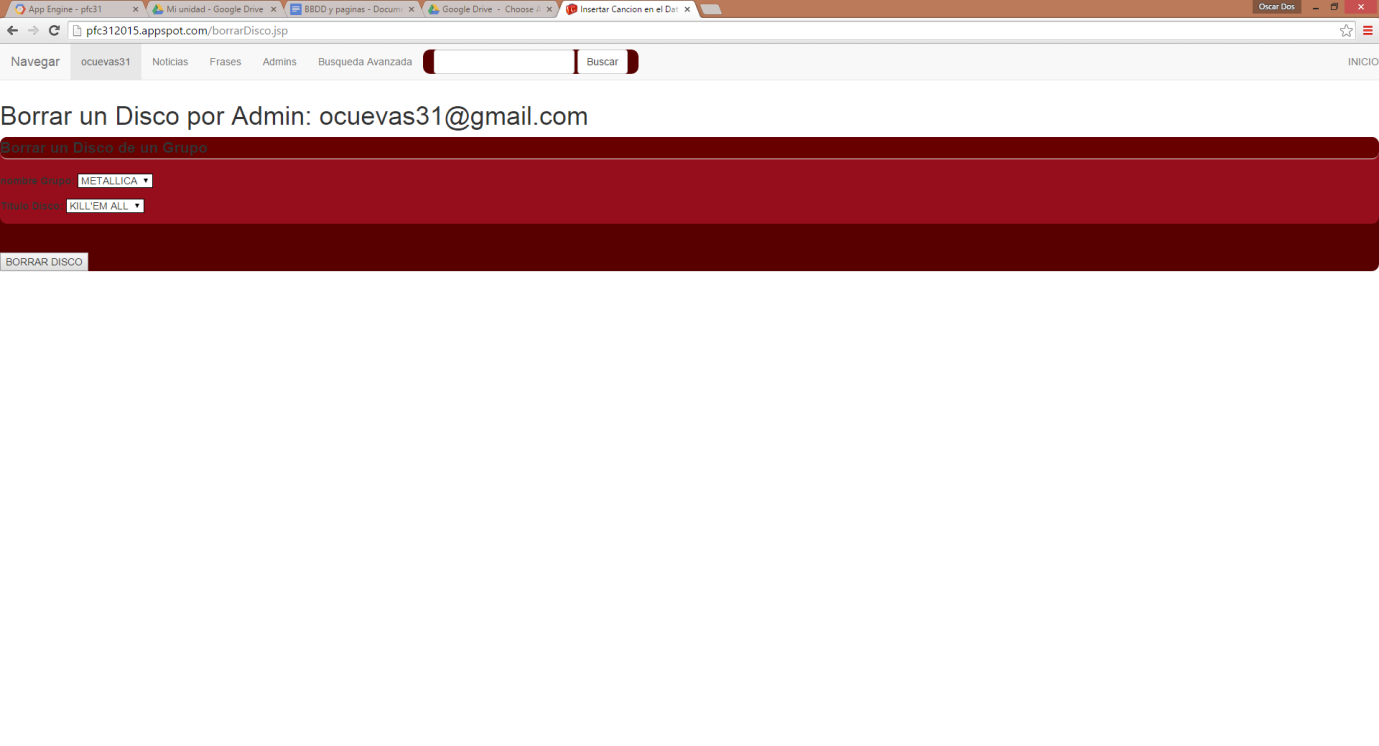 App Engine - pfc31 Mi unidad - Google Drive BBDD y paginas - Docume Google Drive - Choose A Insertar Cancion en el Dat Oscar Dos
pfc312015.appspot.com/borrarDisco.jsp
Navegar ocuevas31 Noticias Frases Admins Busqueda Avanzada Buscar INICIO
Borrar un Disco por Admin: ocuevas31@gmail.com
Borrar un Disco de un Grupo
Nombre Grupo: METALLICA
Titulo Disco: KILL'EM ALL
BORRAR DISCO